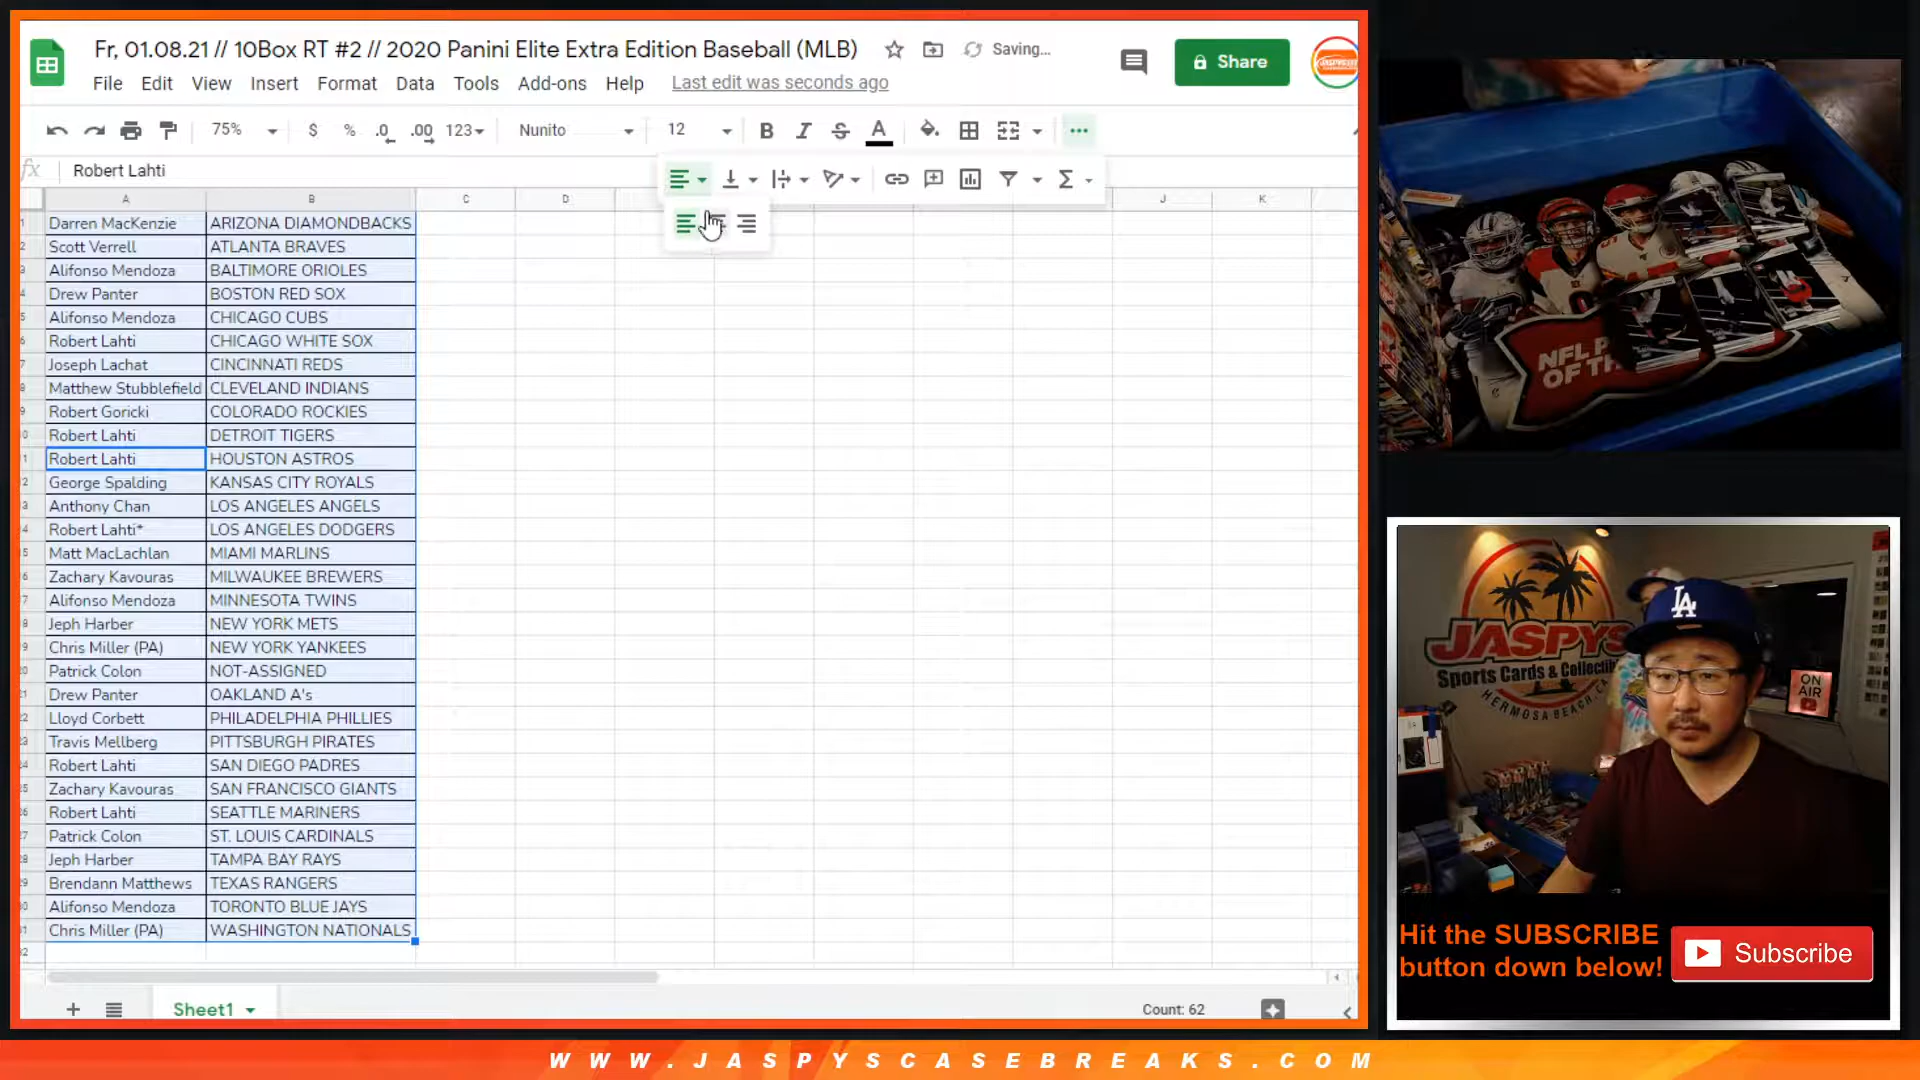 Fr, 01.08.21 // 10Box RT #2 // 2020 Panini Elite Extra Edition Baseball (MLB)
Saving...
Share
File Edit View Insert Format Data Tools Add-ons Help Last edit was seconds ago
75% $ % .0 .00 123 Nunito 12 B I S A
fx Robert Lahti
A B C D J K
Darren MacKenzie ARIZONA DIAMONDBACKS
Scott Verrell ATLANTA BRAVES
Alifonso Mendoza BALTIMORE ORIOLES
Drew Panter BOSTON RED SOX
Alifonso Mendoza CHICAGO CUBS
Robert Lahti CHICAGO WHITE SOX
Joseph Lachat CINCINNATI REDS
Matthew Stubblefield CLEVELAND INDIANS
Robert Goricki COLORADO ROCKIES
Robert Lahti DETROIT TIGERS
Robert Lahti HOUSTON ASTROS
George Spalding KANSAS CITY ROYALS
Anthony Chan LOS ANGELES ANGELS
Robert Lahti* LOS ANGELES DODGERS
Matt MacLachlan MIAMI MARLINS
Zachary Kavouras MILWAUKEE BREWERS
Alifonso Mendoza MINNESOTA TWINS
Jeph Harber NEW YORK METS
Chris Miller (PA) NEW YORK YANKEES
Patrick Colon NOT-ASSIGNED
Drew Panter OAKLAND A's
Lloyd Corbett PHILADELPHIA PHILLIES
Travis Mellberg PITTSBURGH PIRATES
Robert Lahti SAN DIEGO PADRES
Zachary Kavouras SAN FRANCISCO GIANTS
Robert Lahti SEATTLE MARINERS
Patrick Colon ST. LOUIS CARDINALS
Jeph Harber TAMPA BAY RAYS
Brendann Matthews TEXAS RANGERS
Alifonso Mendoza TORONTO BLUE JAYS
Chris Miller (PA) WASHINGTON NATIONALS
Sheet1
Count: 62
NFL
OF
LA
JASPYS
Sports Cards &
HERMOSA BEACH, CA
ON
AIR
Hit the SUBSCRIBE
button down below!
Subscribe
WWW.JASPYSCASEBREAKS.COM